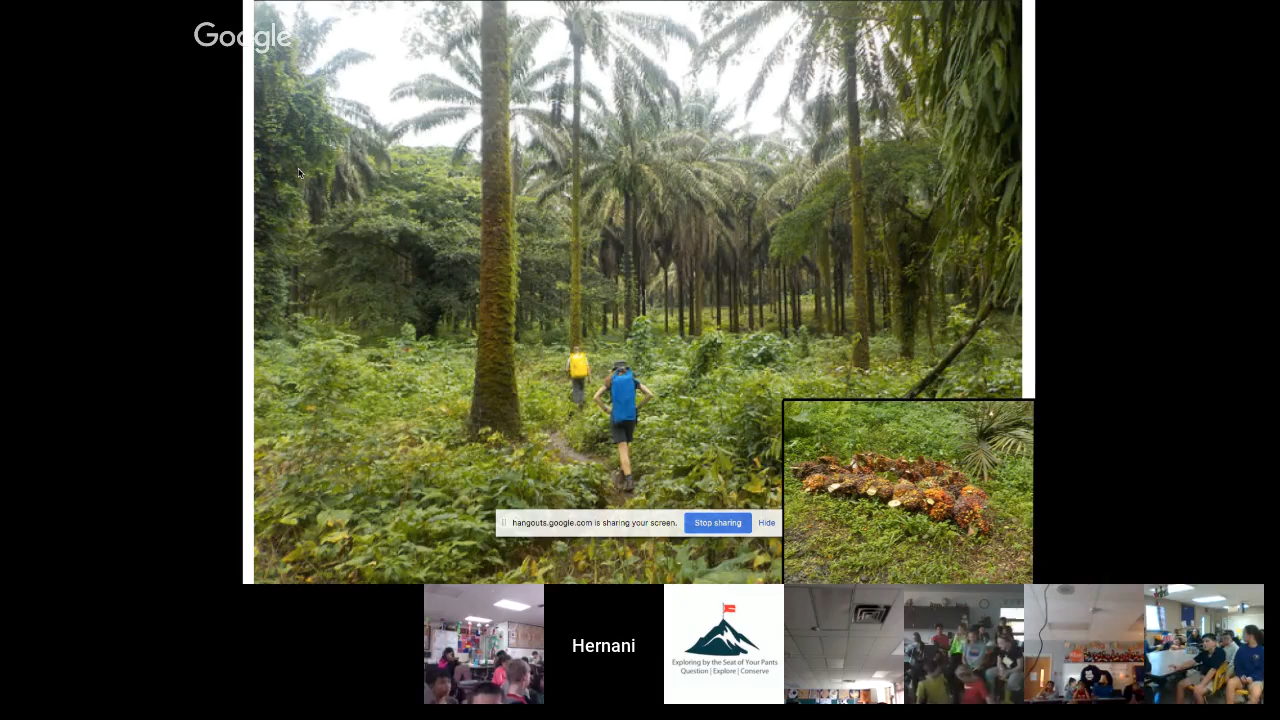 Google
hangouts.google.com is sharing your screen. Stop sharing Hide
Hernani
Exploring by the Seat of Your Pants
Question | Explore | Conserve